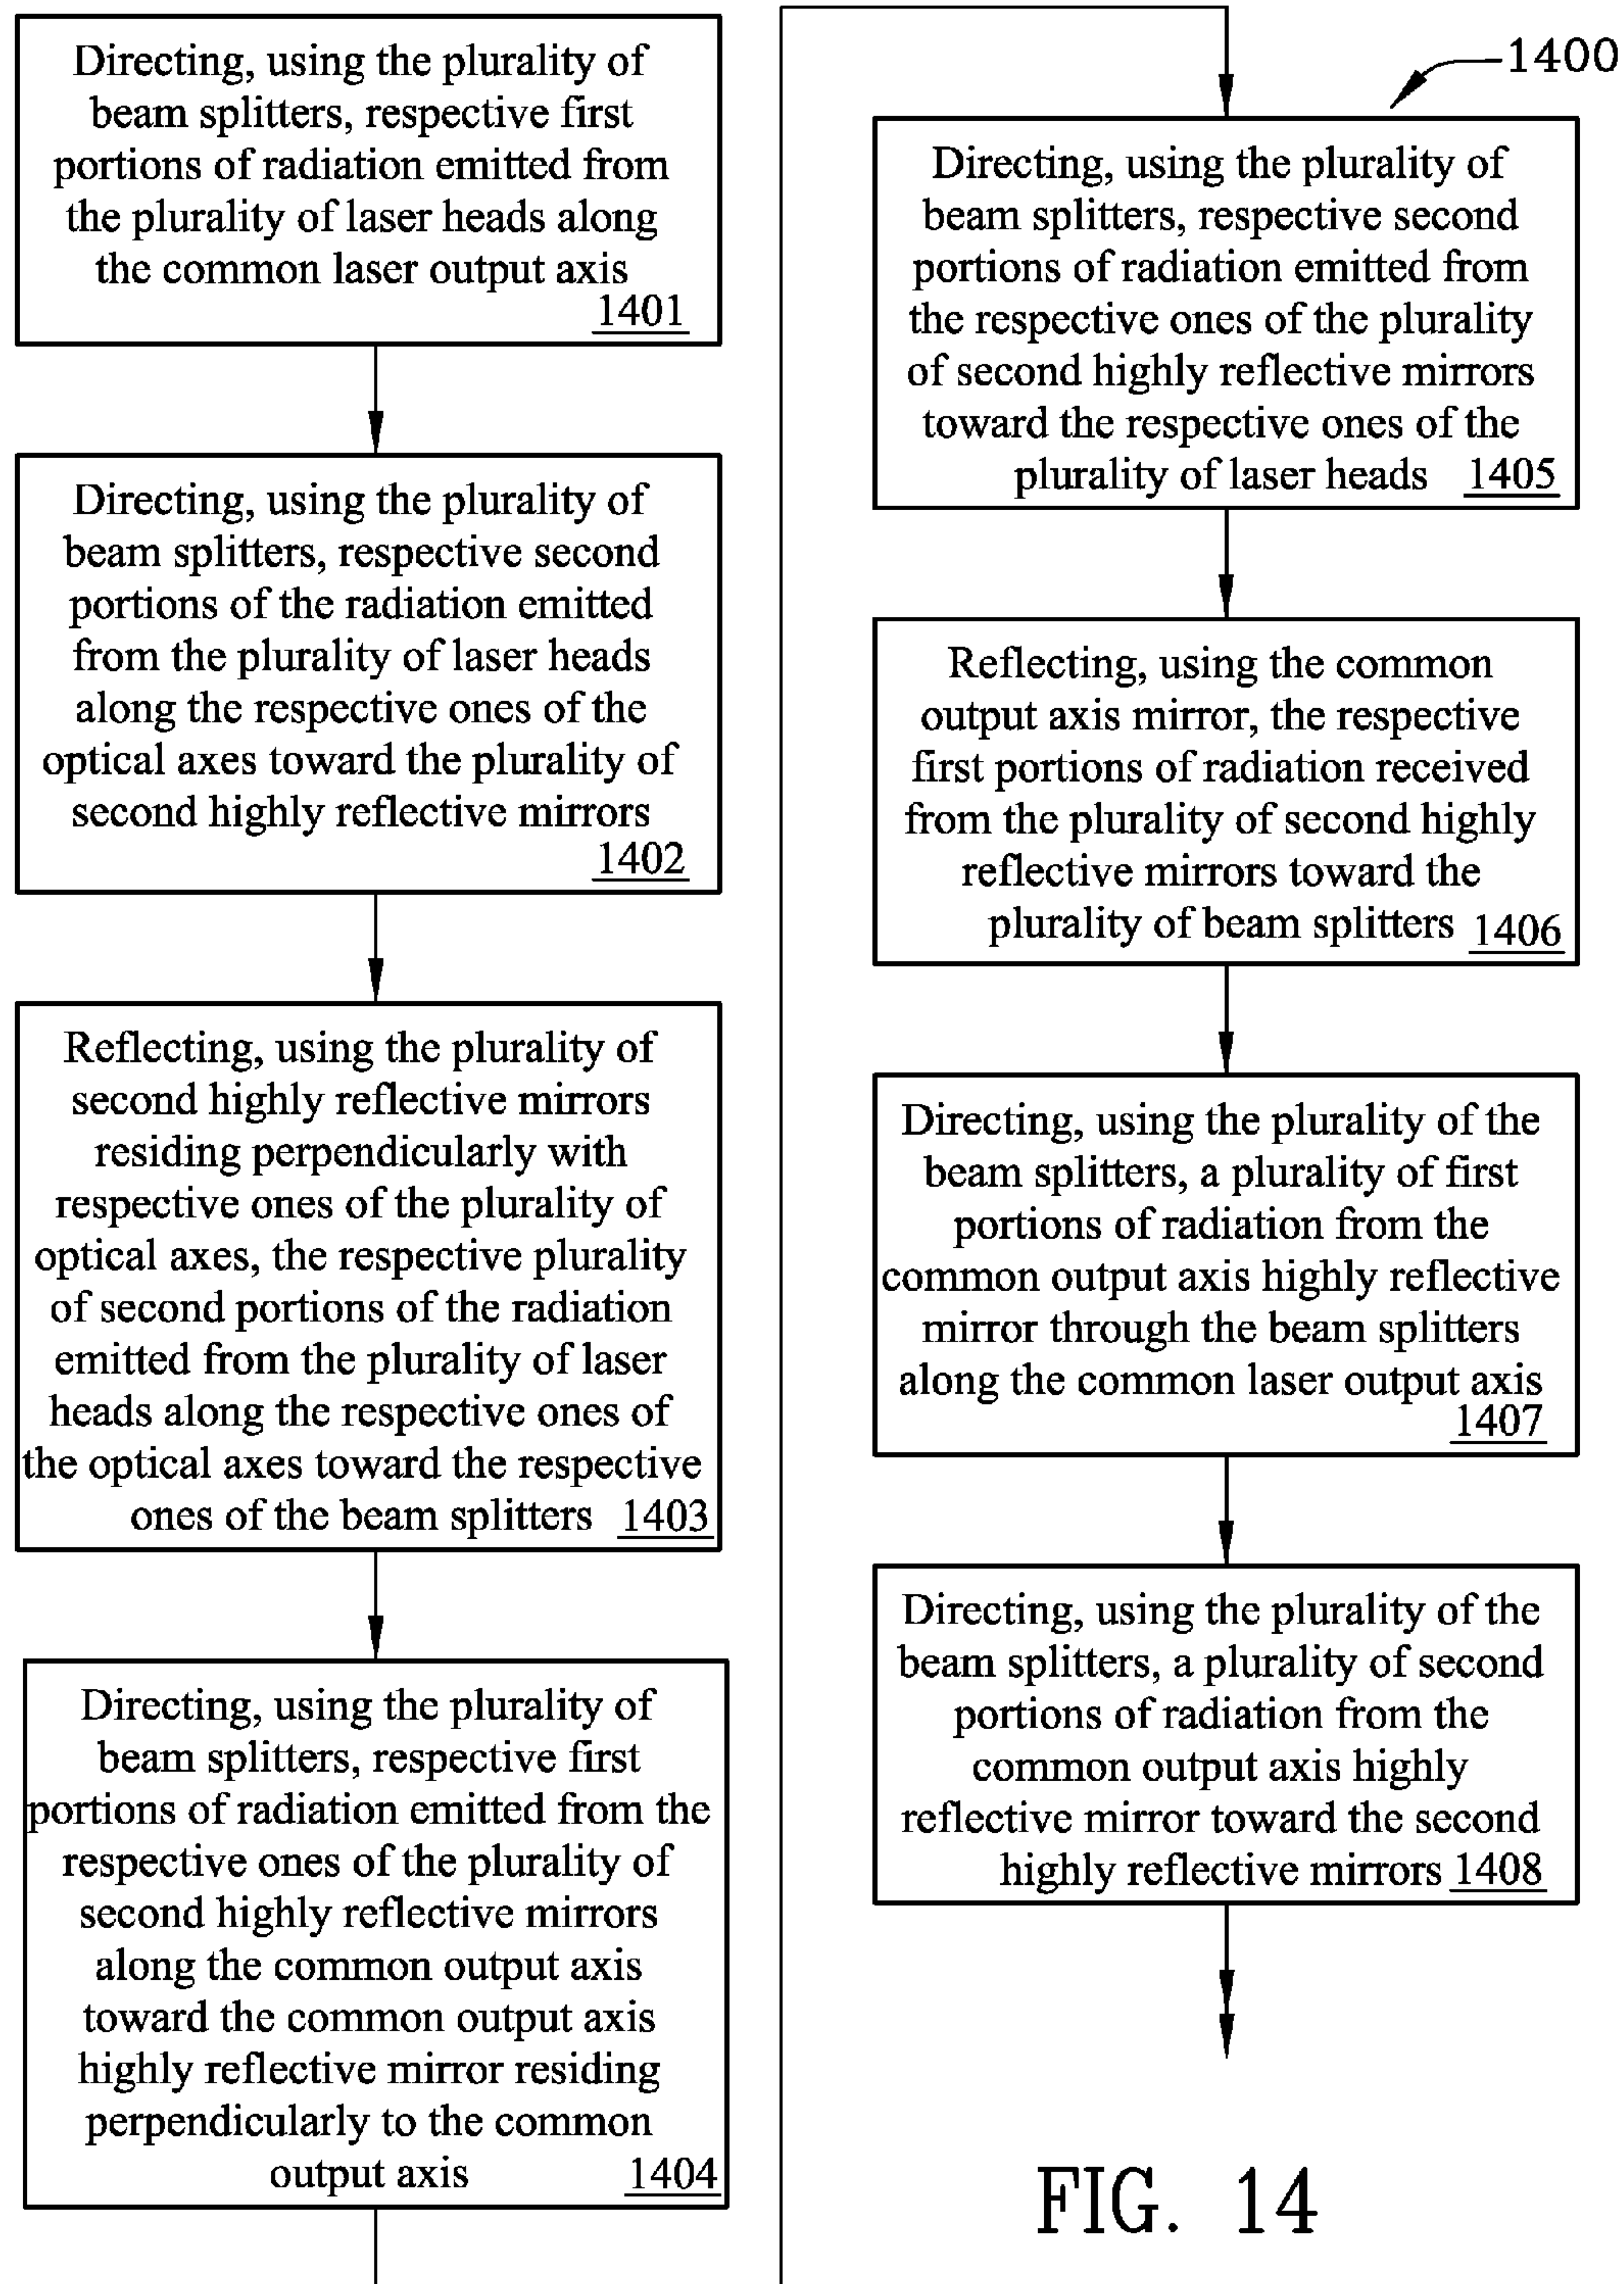 Directing, using the plurality of
beam splitters, respective first
portions of radiation emitted from
the plurality of laser heads along
the common laser output axis
1401
Directing, using the plurality of
beam splitters, respective second
portions of the radiation emitted
from the plurality of laser heads
along the respective ones of the
optical axes toward the plurality of
second highly reflective mirrors
1402
Reflecting, using the plurality of
second highly reflective mirrors
residing perpendicularly with
respective ones of the plurality of
optical axes, the respective plurality
of second portions of the radiation
emitted from the plurality of laser
heads along the respective ones of
the optical axes toward the respective
ones of the beam splitters 1403
Directing, using the plurality of
beam splitters, respective first
portions of radiation emitted from the
respective ones of the plurality of
second highly reflective mirrors
along the common output axis
toward the common output axis
highly reflective mirror residing
perpendicularly to the common
output axis 1404
1400
Directing, using the plurality of
beam splitters, respective second
portions of radiation emitted from
the respective ones of the plurality
of second highly reflective mirrors
toward the respective ones of the
plurality of laser heads 1405
Reflecting, using the common
output axis mirror, the respective
first portions of radiation received
from the plurality of second highly
reflective mirrors toward the
plurality of beam splitters 1406
Directing, using the plurality of the
beam splitters, a plurality of first
portions of radiation from the
common output axis highly reflective
mirror through the beam splitters
along the common laser output axis
1407
Directing, using the plurality of the
beam splitters, a plurality of second
portions of radiation from the
common output axis highly
reflective mirror toward the second
highly reflective mirrors 1408
FIG. 14